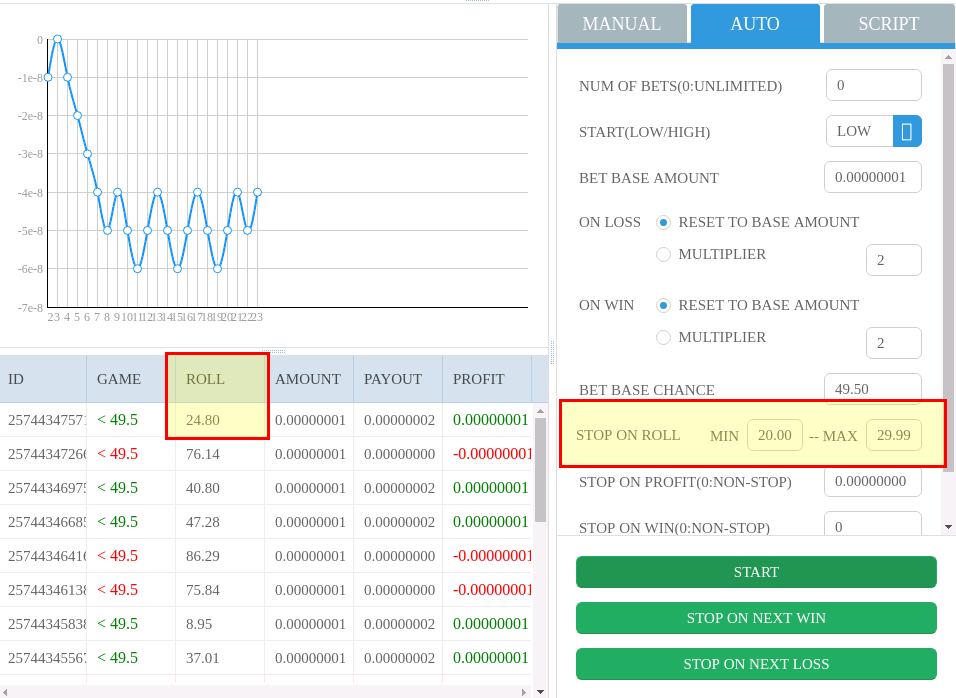 MANUAL AUTO SCRIPT
0
-1e-8
-2e-8
-3e-8
-4e-8
-5e-8
-6e-8
-7e-8
2 3 4 5 6 7 8 9 10 11 12 13 14 15 16 17 18 19 20 21 22 23
ID GAME ROLL AMOUNT PAYOUT PROFIT
25744347571 < 49.5 24.80 0.00000001 0.00000002 0.00000001
2574434726 < 49.5 76.14 0.00000001 0.00000000 -0.00000001
2574434697 < 49.5 40.80 0.00000001 0.00000002 0.00000001
2574434668 < 49.5 47.28 0.00000001 0.00000002 0.00000001
2574434641 < 49.5 86.29 0.00000001 0.00000000 -0.00000001
2574434613 < 49.5 75.84 0.00000001 0.00000000 -0.00000001
2574434583 < 49.5 8.95 0.00000001 0.00000002 0.00000001
2574434556 < 49.5 37.01 0.00000001 0.00000002 0.00000001
NUM OF BETS(0:UNLIMITED) 0
START(LOW/HIGH) LOW
BET BASE AMOUNT 0.00000001
ON LOSS RESET TO BASE AMOUNT
MULTIPLIER 2
ON WIN RESET TO BASE AMOUNT
MULTIPLIER 2
BET BASE CHANCE 49.50
STOP ON ROLL MIN 20.00 -- MAX 29.99
STOP ON PROFIT(0:NON-STOP) 0.00000000
STOP ON WIN(0:NON-STOP) 0
START
STOP ON NEXT WIN
STOP ON NEXT LOSS